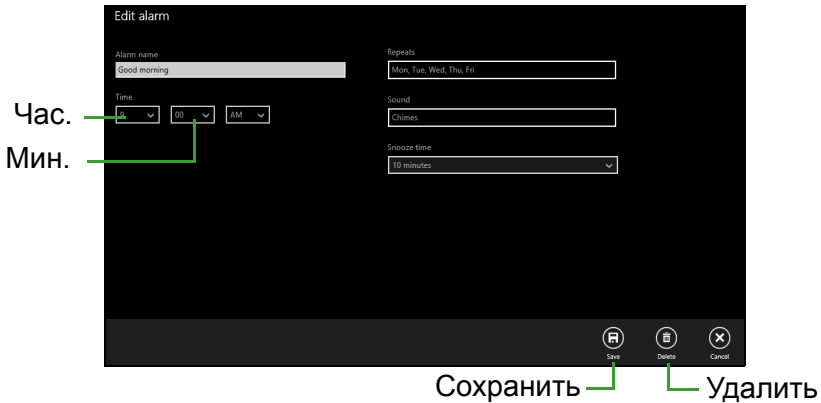 Edit alarm
Alarm name
Good morning
Repeats
Mon, Tue, Wed, Thu, Fri
Time
9
00
AM
Sound
Chimes
Snooze time
10 minutes
Час.
Мин.
Save
Delete
Cancel
Сохранить
Удалить